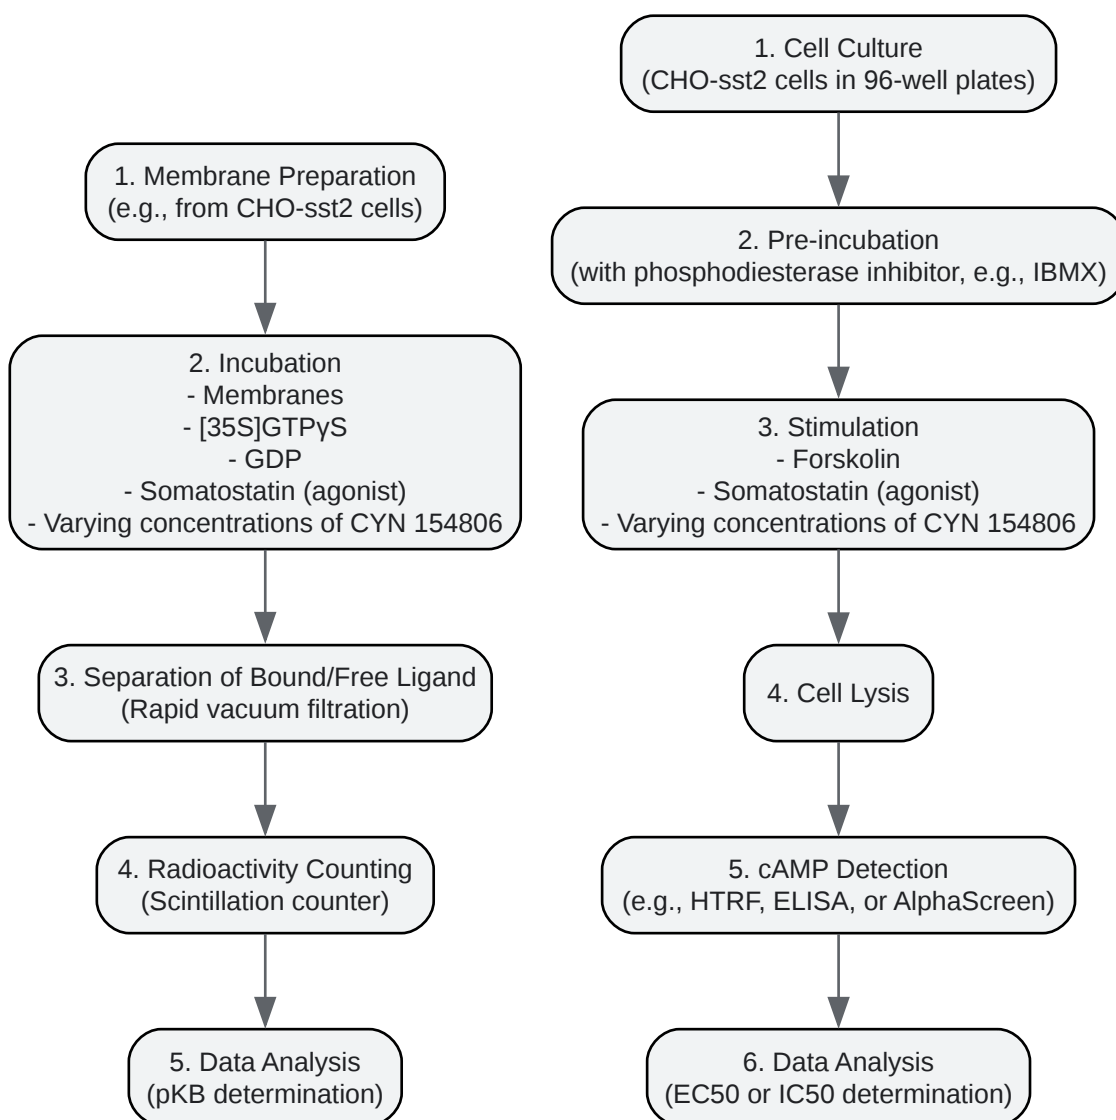 1. Membrane Preparation
(e.g., from CHO-sst2 cells)
2. Incubation
- Membranes
- [35S]GTPγS
- GDP
- Somatostatin (agonist)
- Varying concentrations of CYN 154806
3. Separation of Bound/Free Ligand
(Rapid vacuum filtration)
4. Radioactivity Counting
(Scintillation counter)
5. Data Analysis
(pKB determination)
1. Cell Culture
(CHO-sst2 cells in 96-well plates)
2. Pre-incubation
(with phosphodiesterase inhibitor, e.g., IBMX)
3. Stimulation
- Forskolin
- Somatostatin (agonist)
- Varying concentrations of CYN 154806
4. Cell Lysis
5. cAMP Detection
(e.g., HTRF, ELISA, or AlphaScreen)
6. Data Analysis
(EC50 or IC50 determination)